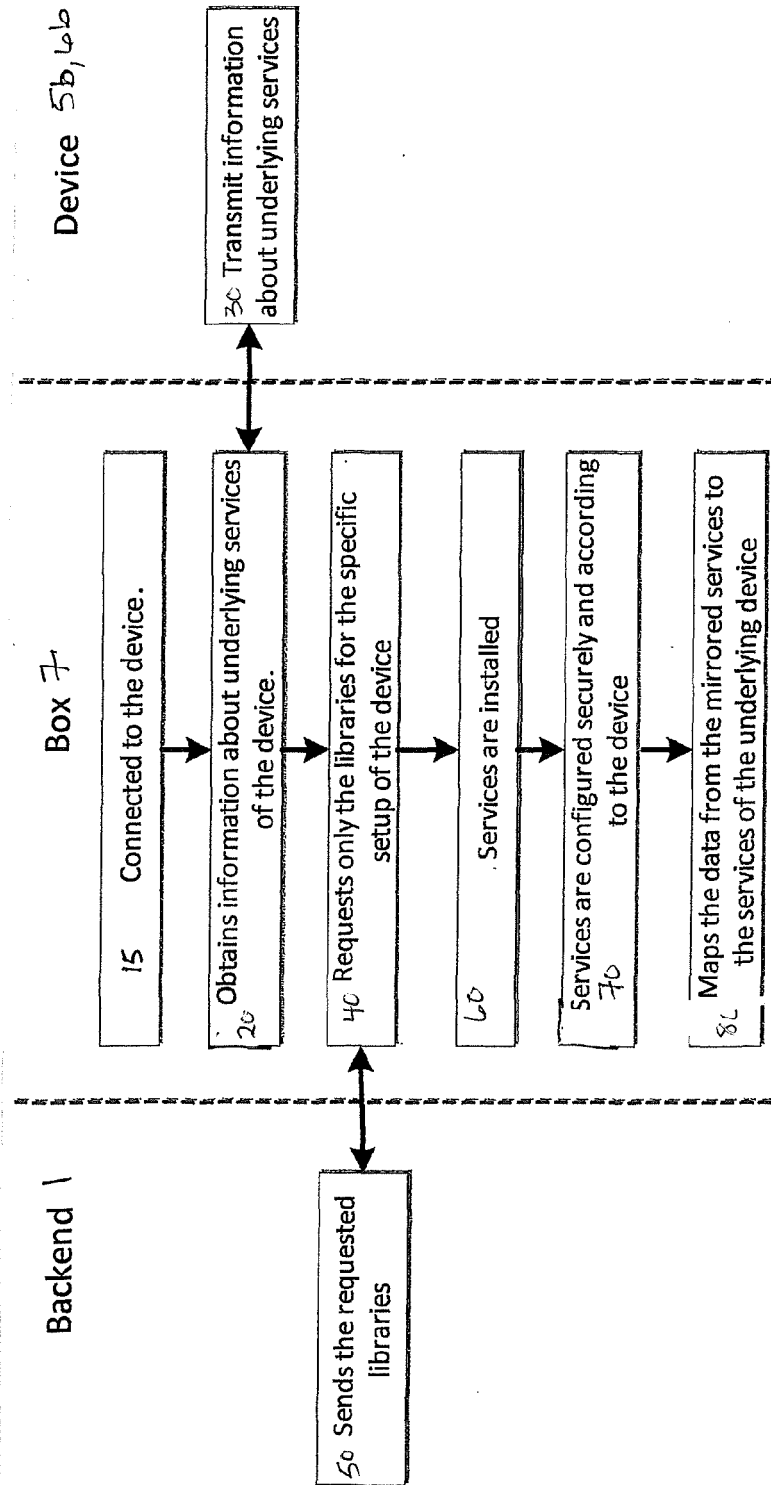 Backend 1
Box 7
Device 5b, 6b
15 Connected to the device.
20 Obtains information about underlying services
of the device.
30 Transmit information
about underlying services
40 Requests only the libraries for the specific
setup of the device
50 Sends the requested
libraries
60 Services are installed
Services are configured securely and according
70 to the device
Maps the data from the mirrored services to
80 the services of the underlying device